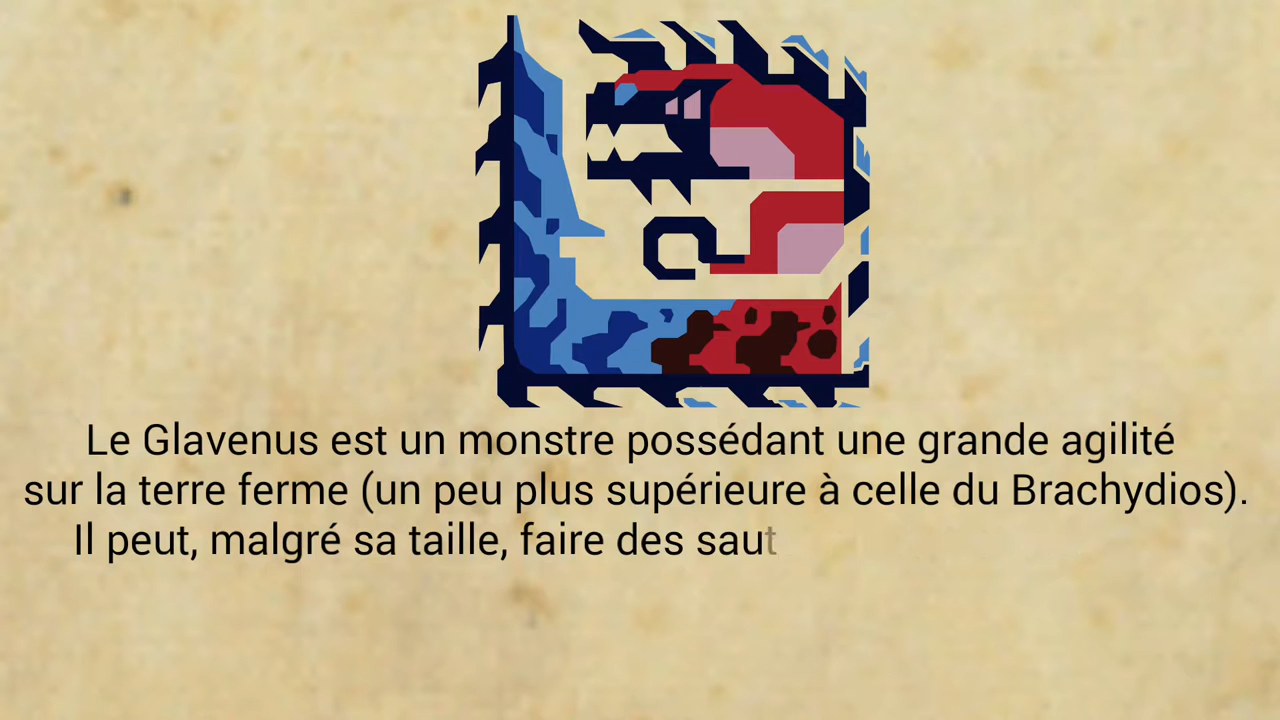 Le Glavenus est un monstre possédant une grande agilité
sur la terre ferme (un peu plus supérieure à celle du Brachydios).
Il peut, malgré sa taille, faire des saut